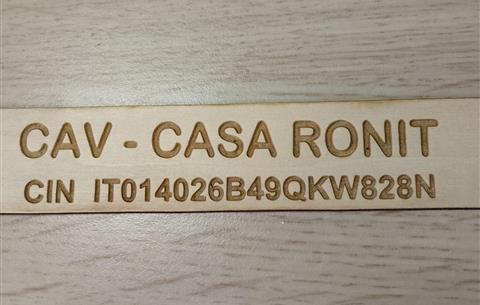 CAV - CASA RONIT
CIN IT014026B49QKW828N